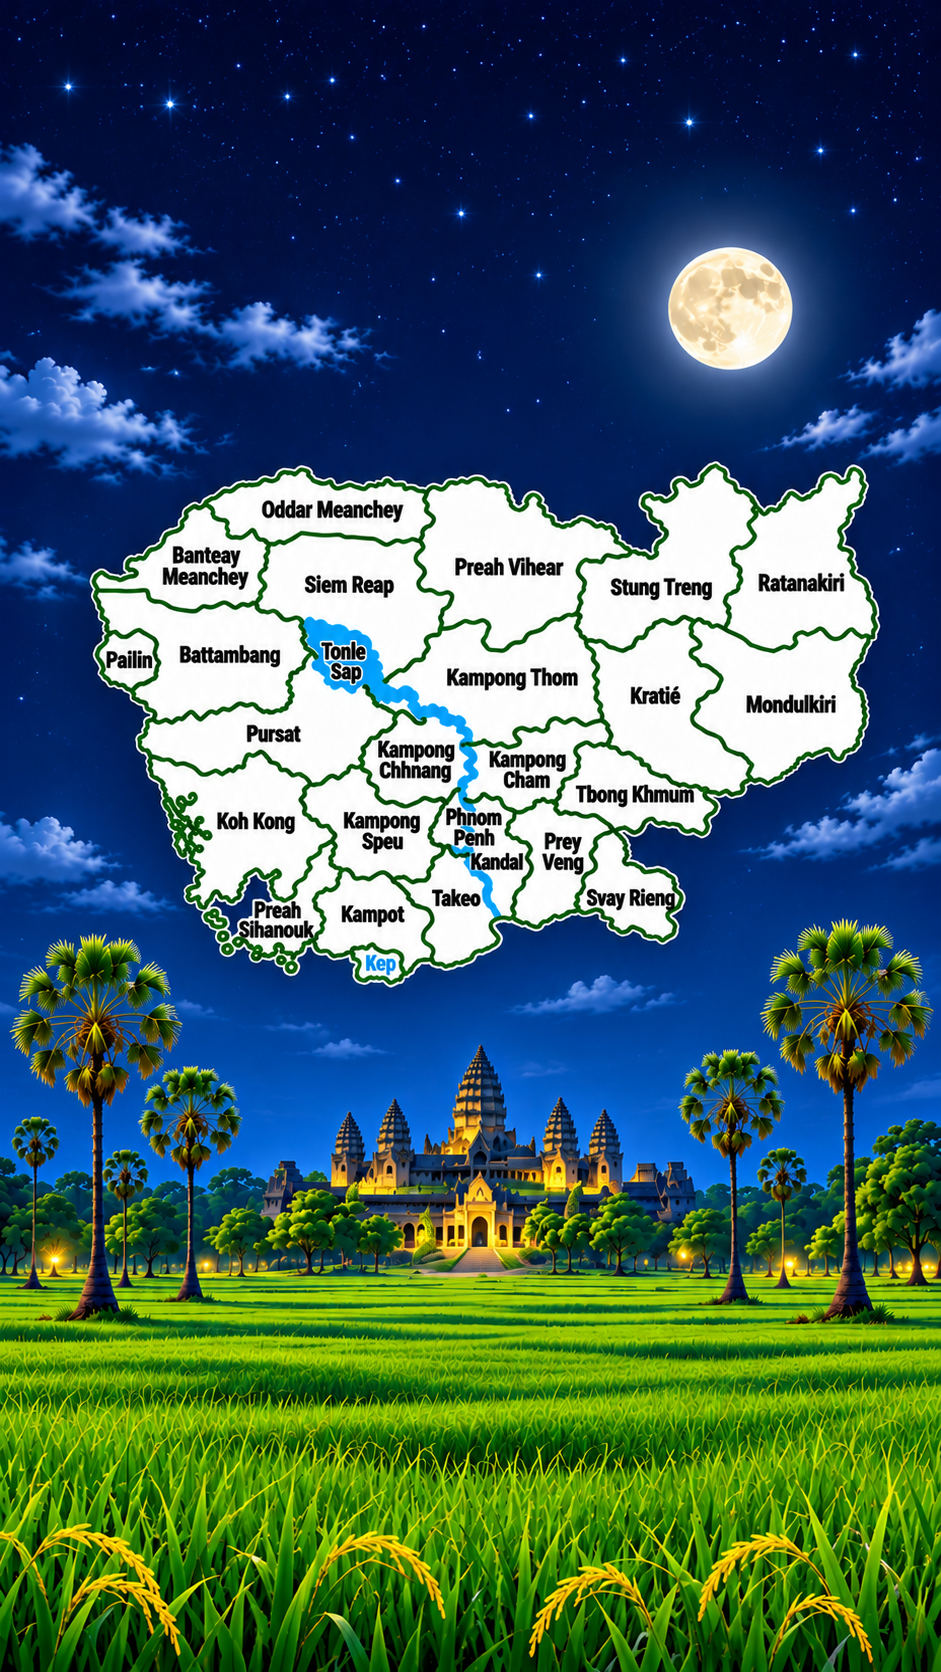 Oddar Meanchey
Banteay
Meanchey
Siem Reap
Preah Vihear
Stung Treng
Ratanakiri
Pailin
Battambang
Tonle
Sap
Kampong Thom
Kratié
Mondulkiri
Pursat
Kampong
Chhnang
Kampong
Cham
Tbong Khmum
Koh Kong
Kampong
Speu
Phnom
Penh
Kandal
Prey
Veng
Takeo
Svay Rieng
Preah
Sihanouk
Kampot
Kep